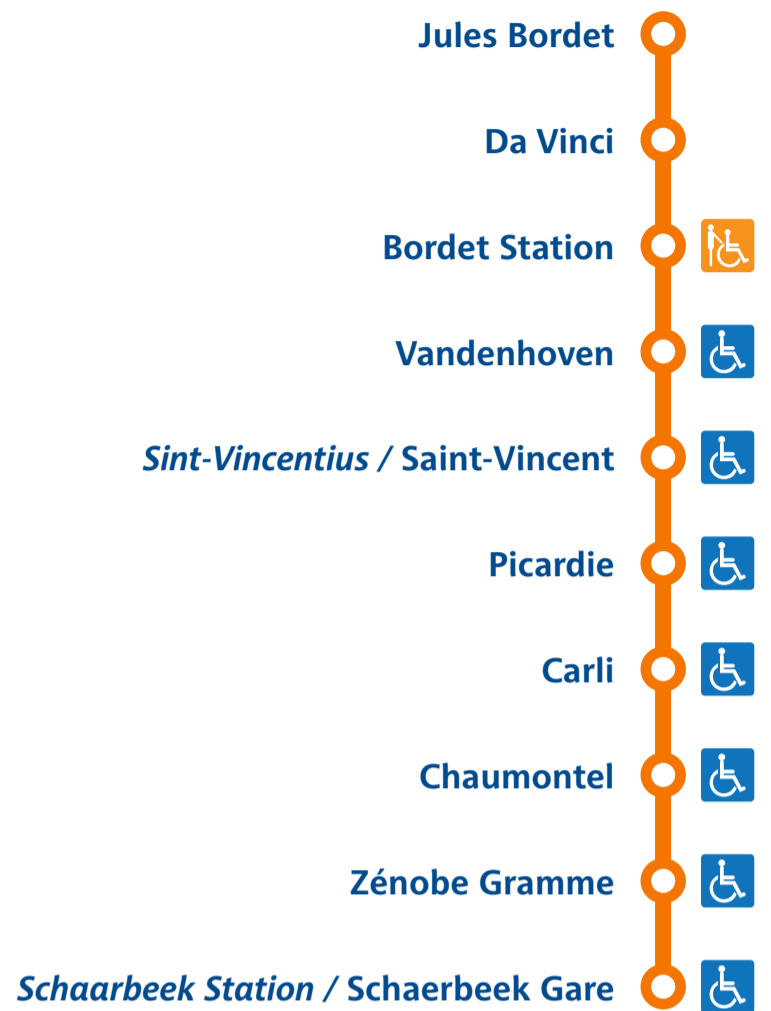 Jules Bordet
Da Vinci
Bordet Station
Vandenhoven
Sint-Vincentius / Saint-Vincent
Picardie
Carli
Chaumontel
Zénobe Gramme
Schaarbeek Station / Schaerbeek Gare